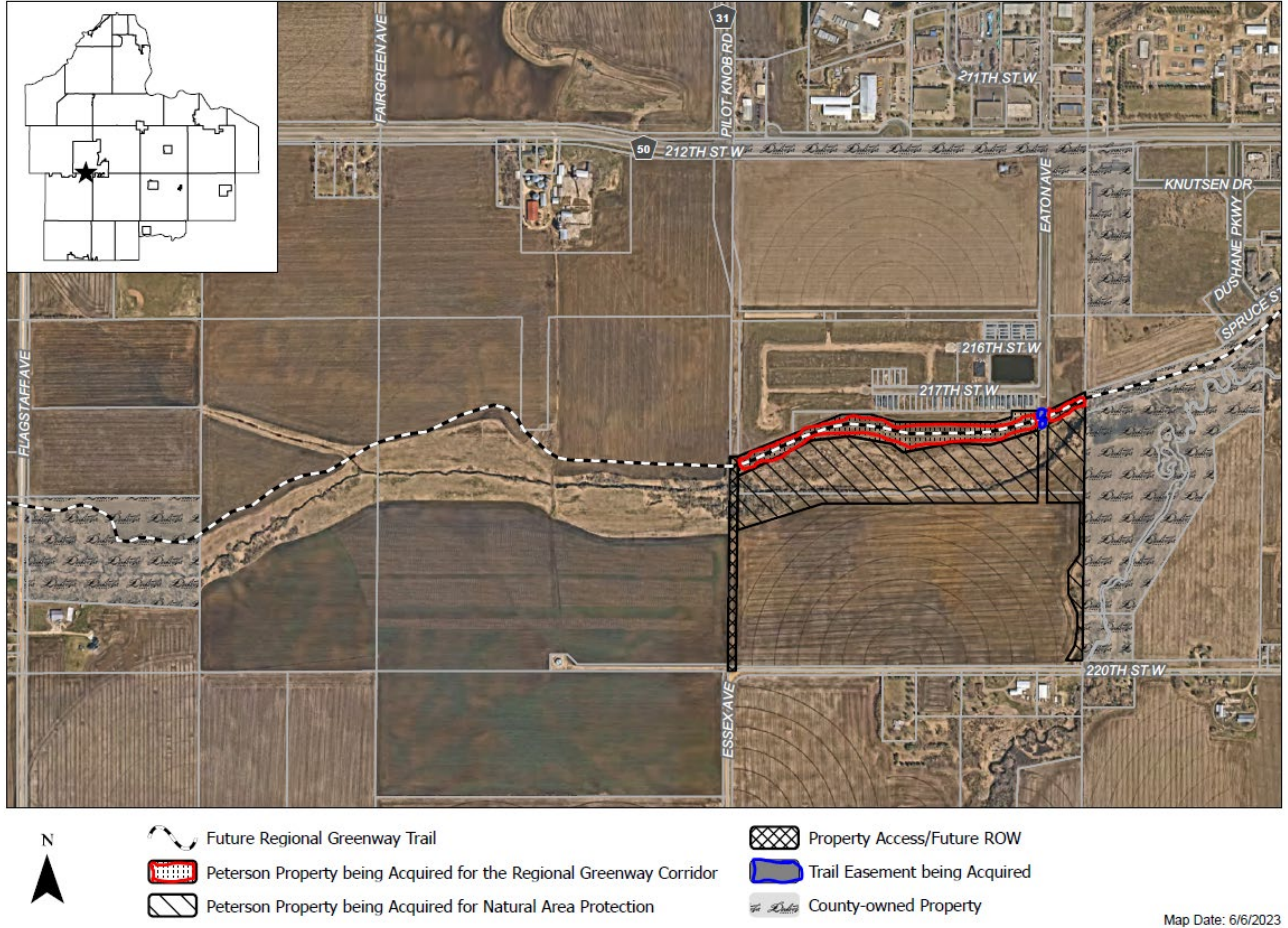 FAIRGREEN AVE
31
PILOT KNOB RD
211TH ST W
50
212TH ST W
EATON AVE
KNUTSEN DR
DUSHANE PKWY
SPRUCE ST
216TH ST W
217TH ST W
FLAGSTAFF AVE
ESSEX AVE
220TH ST W
N
Future Regional Greenway Trail
Peterson Property being Acquired for the Regional Greenway Corridor
Peterson Property being Acquired for Natural Area Protection
Property Access/Future ROW
Trail Easement being Acquired
County-owned Property
Map Date: 6/6/2023